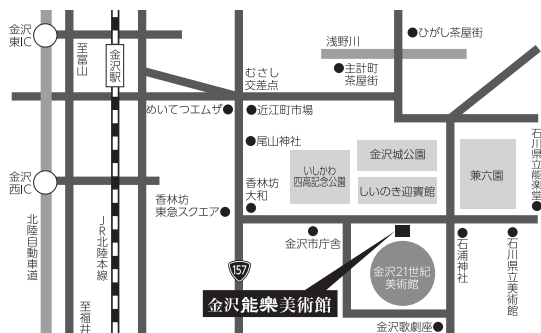 金沢
東IC
至富山
金沢駅
むさし
交差点
浅野川
ひがし茶屋街
主計町
茶屋街
めいてつエムザ
近江町市場
尾山神社
いしかわ
四高記念公園
金沢城公園
しいのき迎賓館
兼六園
石川県立能楽堂
金沢
西IC
香林坊
東急スクエア
香林坊
大和
北陸自動車道
JR北陸本線
至福井
157
金沢市庁舎
金沢21世紀
美術館
石浦神社
石川県立美術館
金沢能樂美術館
金沢歌劇座